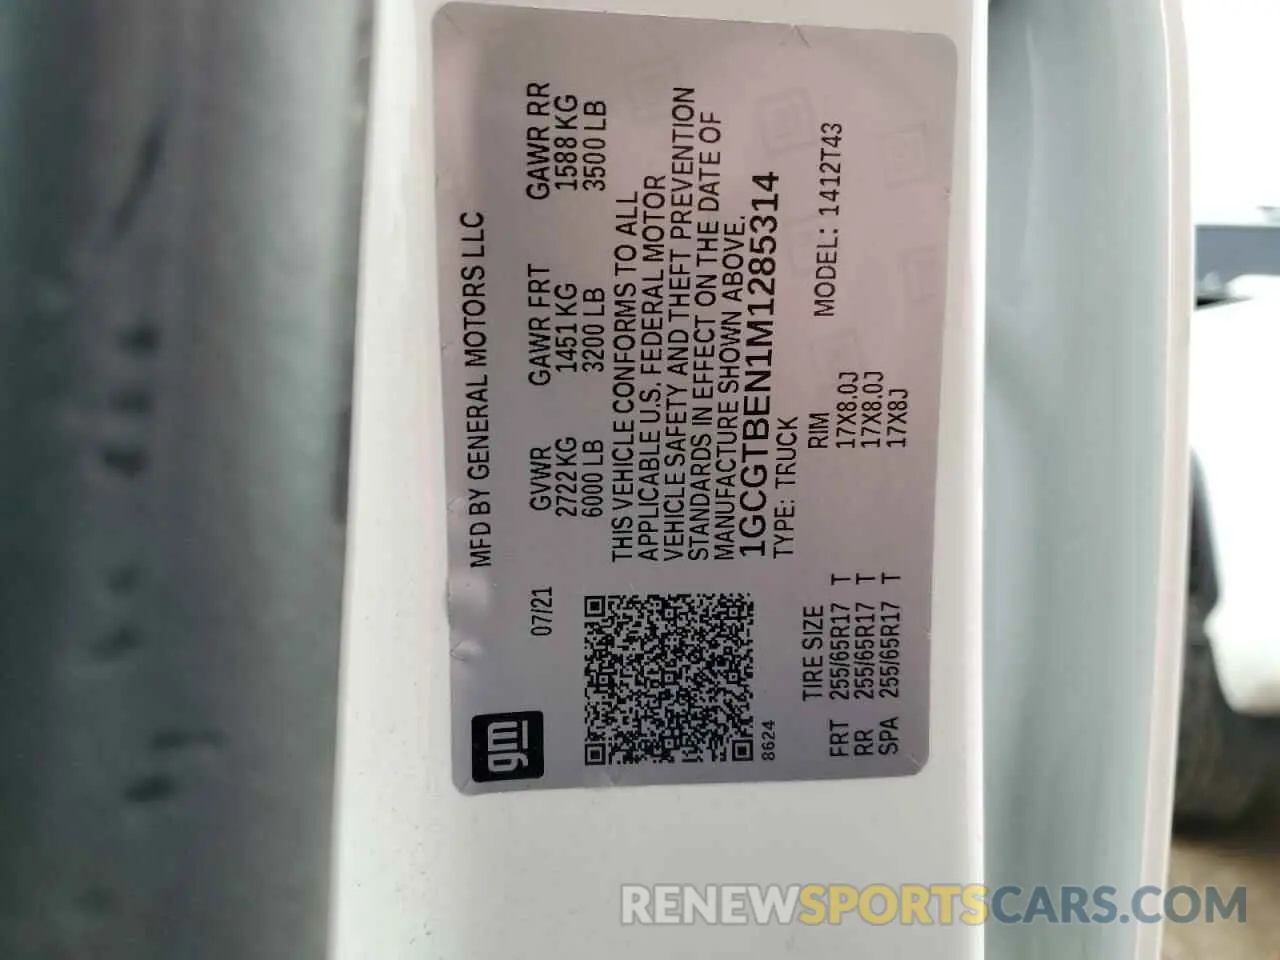 gm
MFD BY GENERAL MOTORS LLC
07/21
GVWR GAWR FRT GAWR RR
2722 KG 1451 KG 1588 KG
6000 LB 3200 LB 3500 LB
THIS VEHICLE CONFORMS TO ALL
APPLICABLE U.S. FEDERAL MOTOR
VEHICLE SAFETY AND THEFT PREVENTION
STANDARDS IN EFFECT ON THE DATE OF
MANUFACTURE SHOWN ABOVE.
1GCGTBEN1M1285314
TYPE: TRUCK
8624
MODEL: 1412T43
TIRE SIZE RIM
FRT 255/65R17 T 17X8.0J
RR 255/65R17 T 17X8.0J
SPA 255/65R17 T 17X8J
RENEWSPORTSCARS.COM